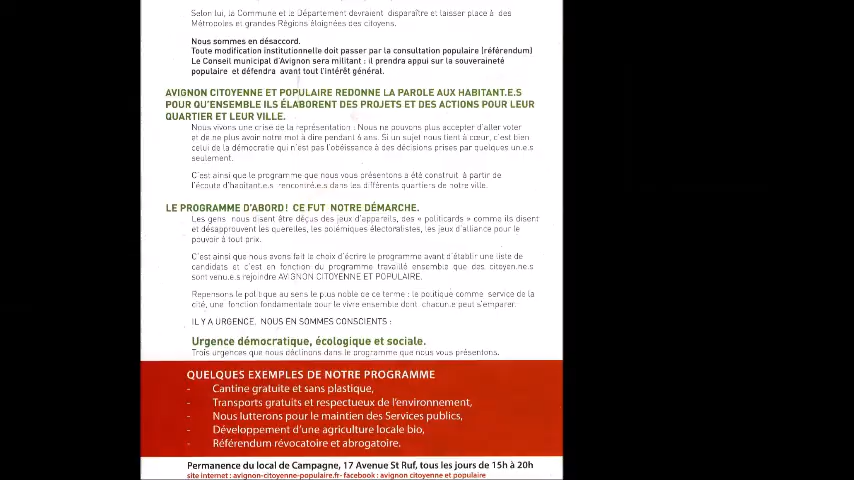 Selon lui, la Commune et le Département devraient disparaître et laisser place à des
Métropoles et grandes Régions éloignées des citoyens.
Nous sommes en désaccord.
Toute modification institutionnelle doit passer par la consultation populaire (référendum)
Le Conseil municipal d'Avignon sera militant : il prendra appui sur la souveraineté
populaire et défendra avant tout l'intérêt général.
AVIGNON CITOYENNE ET POPULAIRE REDONNE LA PAROLE AUX HABITANT.E.S
POUR QU'ENSEMBLE ILS ÉLABORENT DES PROJETS ET DES ACTIONS POUR LEUR
QUARTIER ET LEUR VILLE.
Nous vivons une crise de la représentation : Nous ne pouvons plus accepter d'aller voter
et de ne plus avoir notre mot à dire pendant 6 ans. Si un sujet nous tient à cœur, c'est bien
celui de la démocratie qui n'est pas l'obéissance à des décisions prises par quelques un.e.s
seulement.
C'est ainsi que le programme que nous vous présentons a été construit à partir de
l'écoute d'habitant.e.s rencontré.e.s dans les différents quartiers de notre ville.
LE PROGRAMME D'ABORD ! CE FUT NOTRE DÉMARCHE.
Les gens nous disent être déçus des jeux d'appareils, des « politicards » comme ils disent
et désapprouvent les querelles, les polémiques électoralistes, les jeux d'alliance pour le
pouvoir à tout prix.
C'est ainsi que nous avons fait le choix d'écrire le programme avant d'établir une liste de
candidats et c'est en fonction du programme travaillé ensemble que des citoyen.ne.s
sont venu.e.s rejoindre AVIGNON CITOYENNE ET POPULAIRE.
Repensons le politique au sens le plus noble de ce terme : le politique comme service de la
cité, une fonction fondamentale pour le vivre ensemble dont chacun.e peut s'emparer.
IL Y A URGENCE. NOUS EN SOMMES CONSCIENTS :
Urgence démocratique, écologique et sociale.
Trois urgences que nous déclinons dans le programme que nous vous présentons.
QUELQUES EXEMPLES DE NOTRE PROGRAMME
- Cantine gratuite et sans plastique,
- Transports gratuits et respectueux de l'environnement,
- Nous lutterons pour le maintien des Services publics,
- Développement d'une agriculture locale bio,
- Référendum révocatoire et abrogatoire.
Permanence du local de Campagne, 17 Avenue St Ruf, tous les jours de 15h à 20h
site internet : avignon-citoyenne-populaire.fr- facebook : avignon citoyenne et populaire